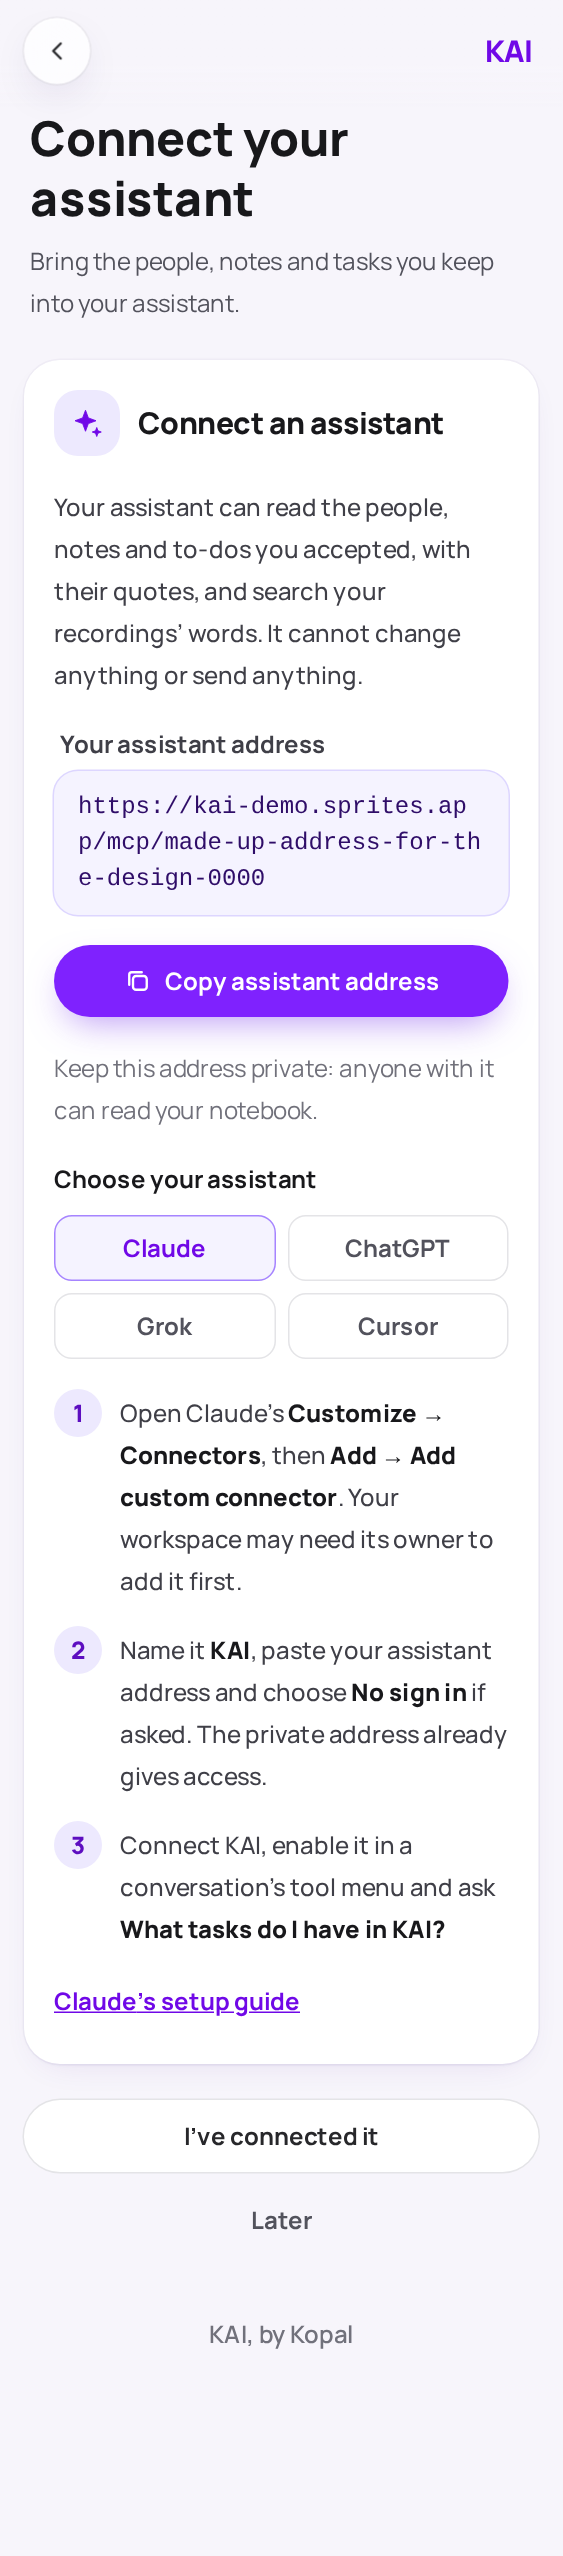 KAI
Connect your
assistant
Bring the people, notes and tasks you keep
into your assistant.
Connect an assistant
Your assistant can read the people,
notes and to-dos you accepted, with
their quotes, and search your
recordings’ words. It cannot change
anything or send anything.
Your assistant address
https://kai-demo.sprites.ap
p/mcp/made-up-address-for-th
e-design-0000
Copy assistant address
Keep this address private: anyone with it
can read your notebook.
Choose your assistant
Claude
ChatGPT
Grok
Cursor
1
Open Claude’s Customize →
Connectors, then Add → Add
custom connector. Your
workspace may need its owner to
add it first.
2
Name it KAI, paste your assistant
address and choose No sign in if
asked. The private address already
gives access.
3
Connect KAI, enable it in a
conversation’s tool menu and ask
What tasks do I have in KAI?
Claude’s setup guide
I’ve connected it
Later
KAI, by Kopal